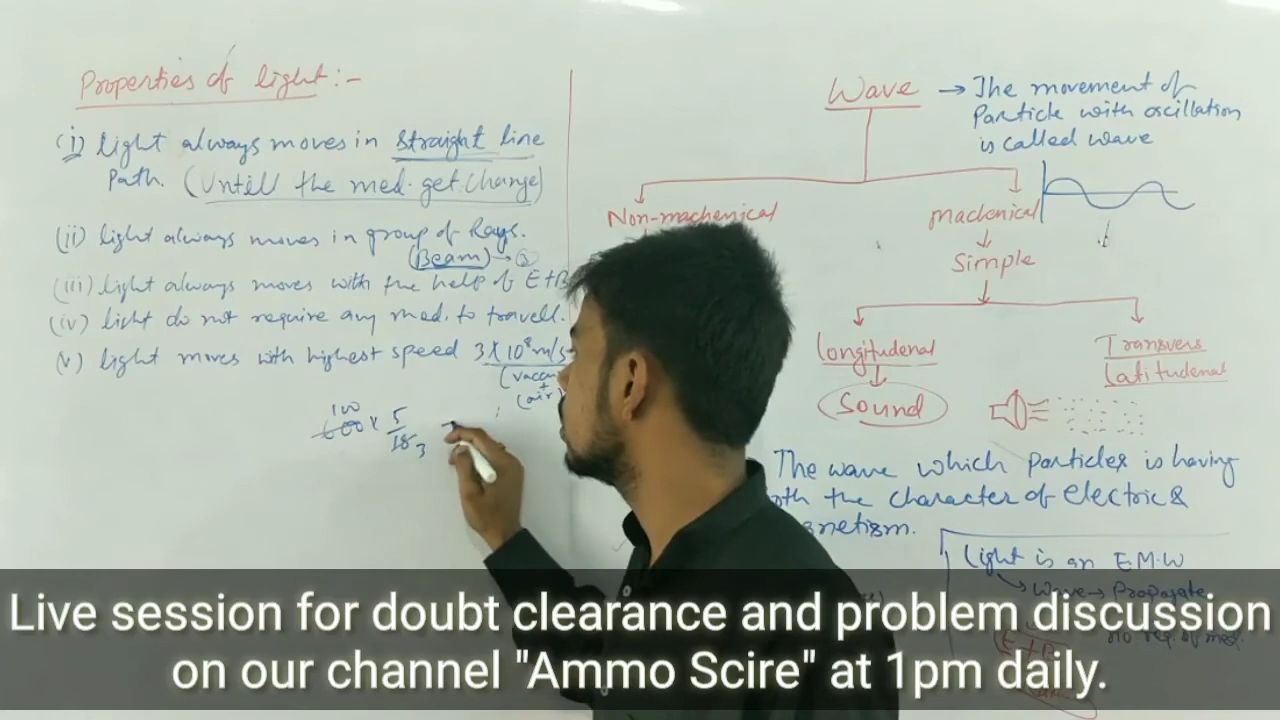 Properties of light:-
(i) light always moves in straight line
Path. (Untill the med. get change)
(ii) light always moves in group of Rays.
(Beam) →
(iii) light always moves with the help of E+B
(iv) light do not require any med. to travell.
(v) light moves with highest speed 3X10⁸m/s
(vaccu
+
(air)
100
600 × 5/18 3
Wave → The movement of
Particle with oscillation
is called wave
Non-machenical
machenical
Simple
longitudenal
Transvers
latitudenal
Sound
The wave which particles is having
the character of electric &
netism.
light is an E.M.W
→ wave → Propagate
no req. of med.
Live session for doubt clearance and problem discussion
on our channel "Ammo Scire" at 1pm daily.